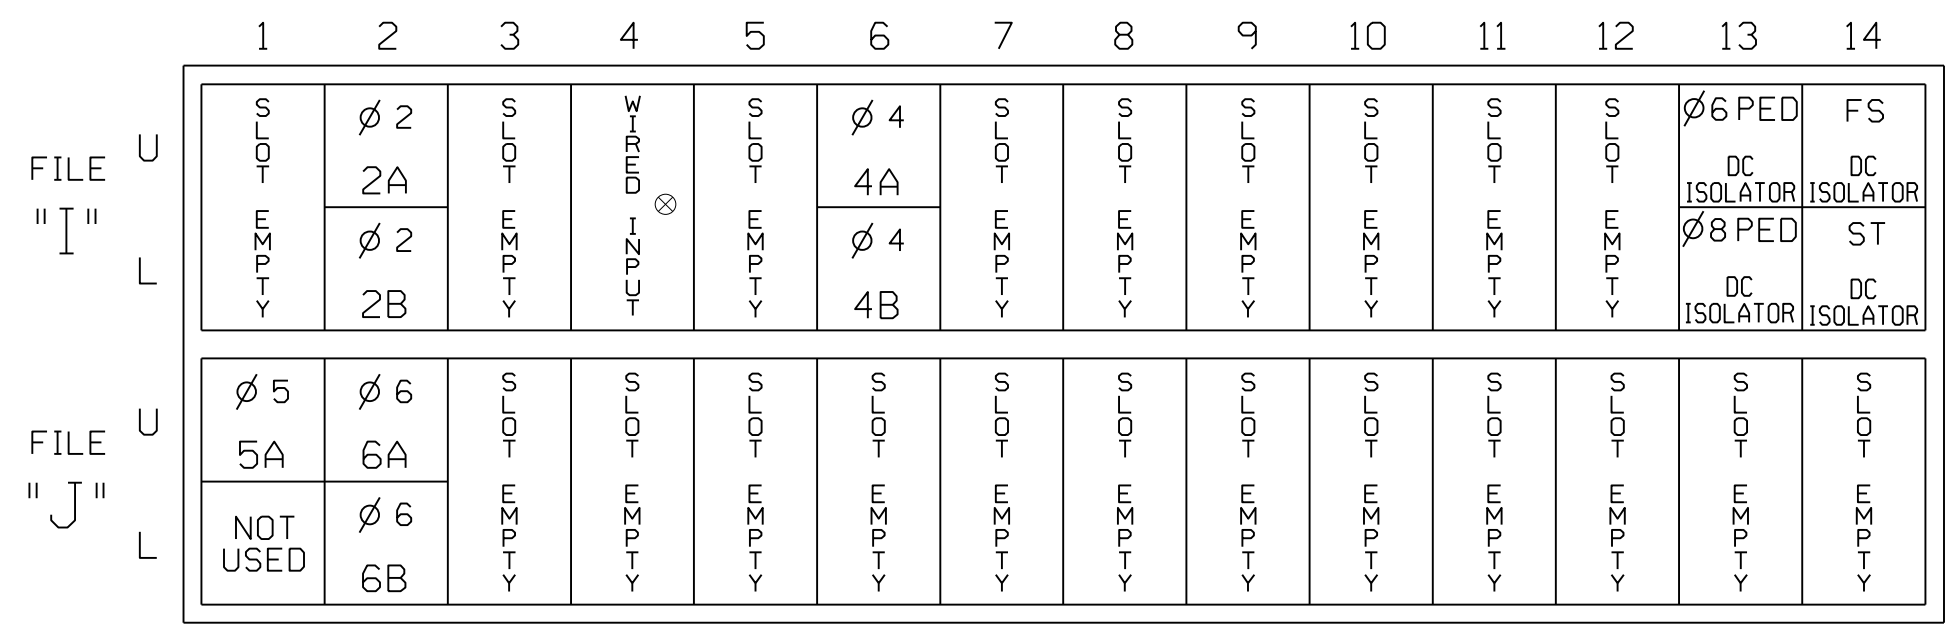 1 2 3 4 5 6 7 8 9 10 11 12 13 14
FILE "I"
U
L
SLOT EMPTY
Ø 2
2A
Ø 2
2B
SLOT EMPTY
WIRED INPUT ⊗
SLOT EMPTY
Ø 4
4A
Ø 4
4B
SLOT EMPTY
SLOT EMPTY
SLOT EMPTY
SLOT EMPTY
SLOT EMPTY
SLOT EMPTY
Ø6 PED
DC
ISOLATOR
Ø8 PED
DC
ISOLATOR
FS
DC
ISOLATOR
ST
DC
ISOLATOR
FILE "J"
U
L
Ø 5
5A
NOT
USED
Ø 6
6A
Ø 6
6B
SLOT EMPTY
SLOT EMPTY
SLOT EMPTY
SLOT EMPTY
SLOT EMPTY
SLOT EMPTY
SLOT EMPTY
SLOT EMPTY
SLOT EMPTY
SLOT EMPTY
SLOT EMPTY
SLOT EMPTY